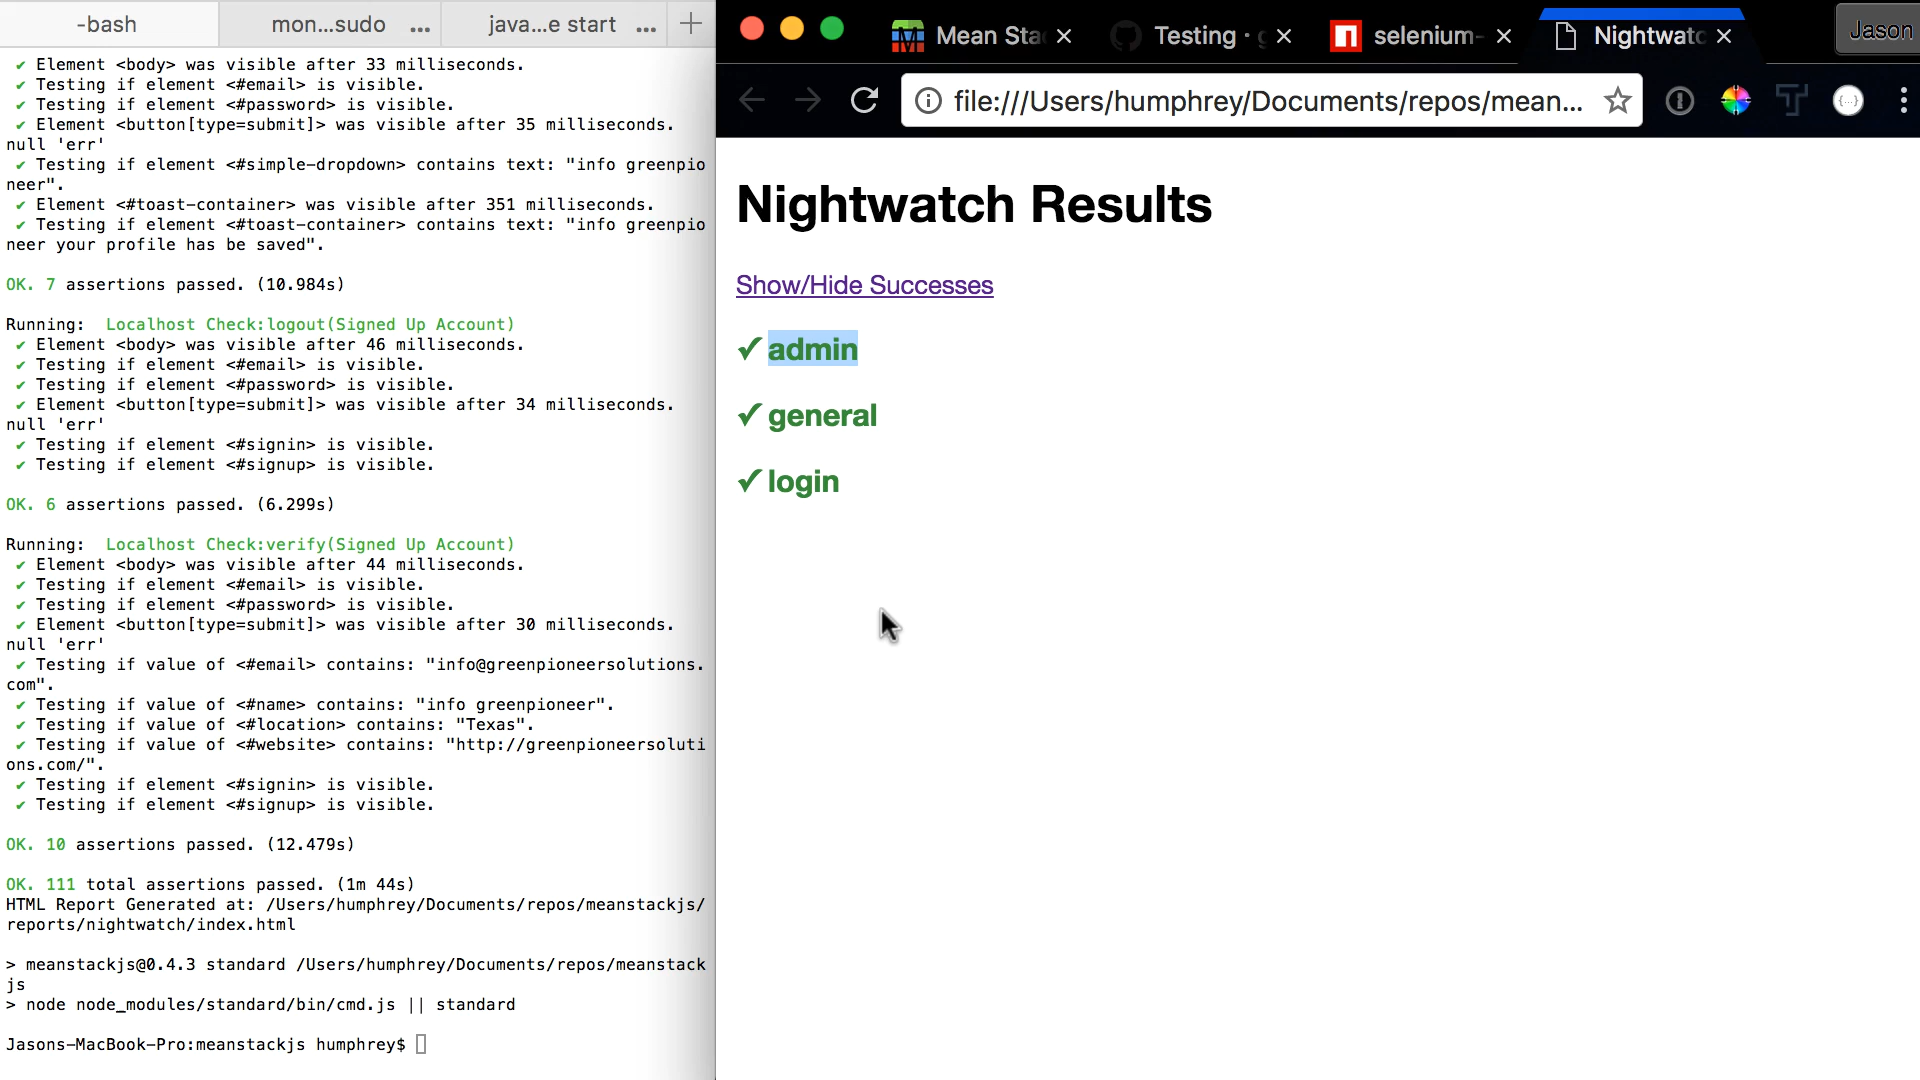 -bash
mon...sudo ...
java...e start ...
✔ Element <body> was visible after 33 milliseconds.
✔ Testing if element <#email> is visible.
✔ Testing if element <#password> is visible.
✔ Element <button[type=submit]> was visible after 35 milliseconds.
null 'err'
✔ Testing if element <#simple-dropdown> contains text: "info greenpio
neer".
✔ Element <#toast-container> was visible after 351 milliseconds.
✔ Testing if element <#toast-container> contains text: "info greenpio
neer your profile has be saved".
OK. 7 assertions passed. (10.984s)
Running:  Localhost Check:logout(Signed Up Account)
✔ Element <body> was visible after 46 milliseconds.
✔ Testing if element <#email> is visible.
✔ Testing if element <#password> is visible.
✔ Element <button[type=submit]> was visible after 34 milliseconds.
null 'err'
✔ Testing if element <#signin> is visible.
✔ Testing if element <#signup> is visible.
OK. 6 assertions passed. (6.299s)
Running:  Localhost Check:verify(Signed Up Account)
✔ Element <body> was visible after 44 milliseconds.
✔ Testing if element <#email> is visible.
✔ Testing if element <#password> is visible.
✔ Element <button[type=submit]> was visible after 30 milliseconds.
null 'err'
✔ Testing if value of <#email> contains: "info@greenpioneersolutions.
com".
✔ Testing if value of <#name> contains: "info greenpioneer".
✔ Testing if value of <#location> contains: "Texas".
✔ Testing if value of <#website> contains: "http://greenpioneersoluti
ons.com/".
✔ Testing if element <#signin> is visible.
✔ Testing if element <#signup> is visible.
OK. 10 assertions passed. (12.479s)
OK. 111 total assertions passed. (1m 44s)
HTML Report Generated at: /Users/humphrey/Documents/repos/meanstackjs/
reports/nightwatch/index.html
> meanstackjs@0.4.3 standard /Users/humphrey/Documents/repos/meanstack
js
> node node_modules/standard/bin/cmd.js || standard
Jasons-MacBook-Pro:meanstackjs humphrey$
Mean Sta
Testing · g
selenium-
Nightwatc
Jason
file:///Users/humphrey/Documents/repos/mean...
Nightwatch Results
Show/Hide Successes
✓ admin
✓ general
✓ login